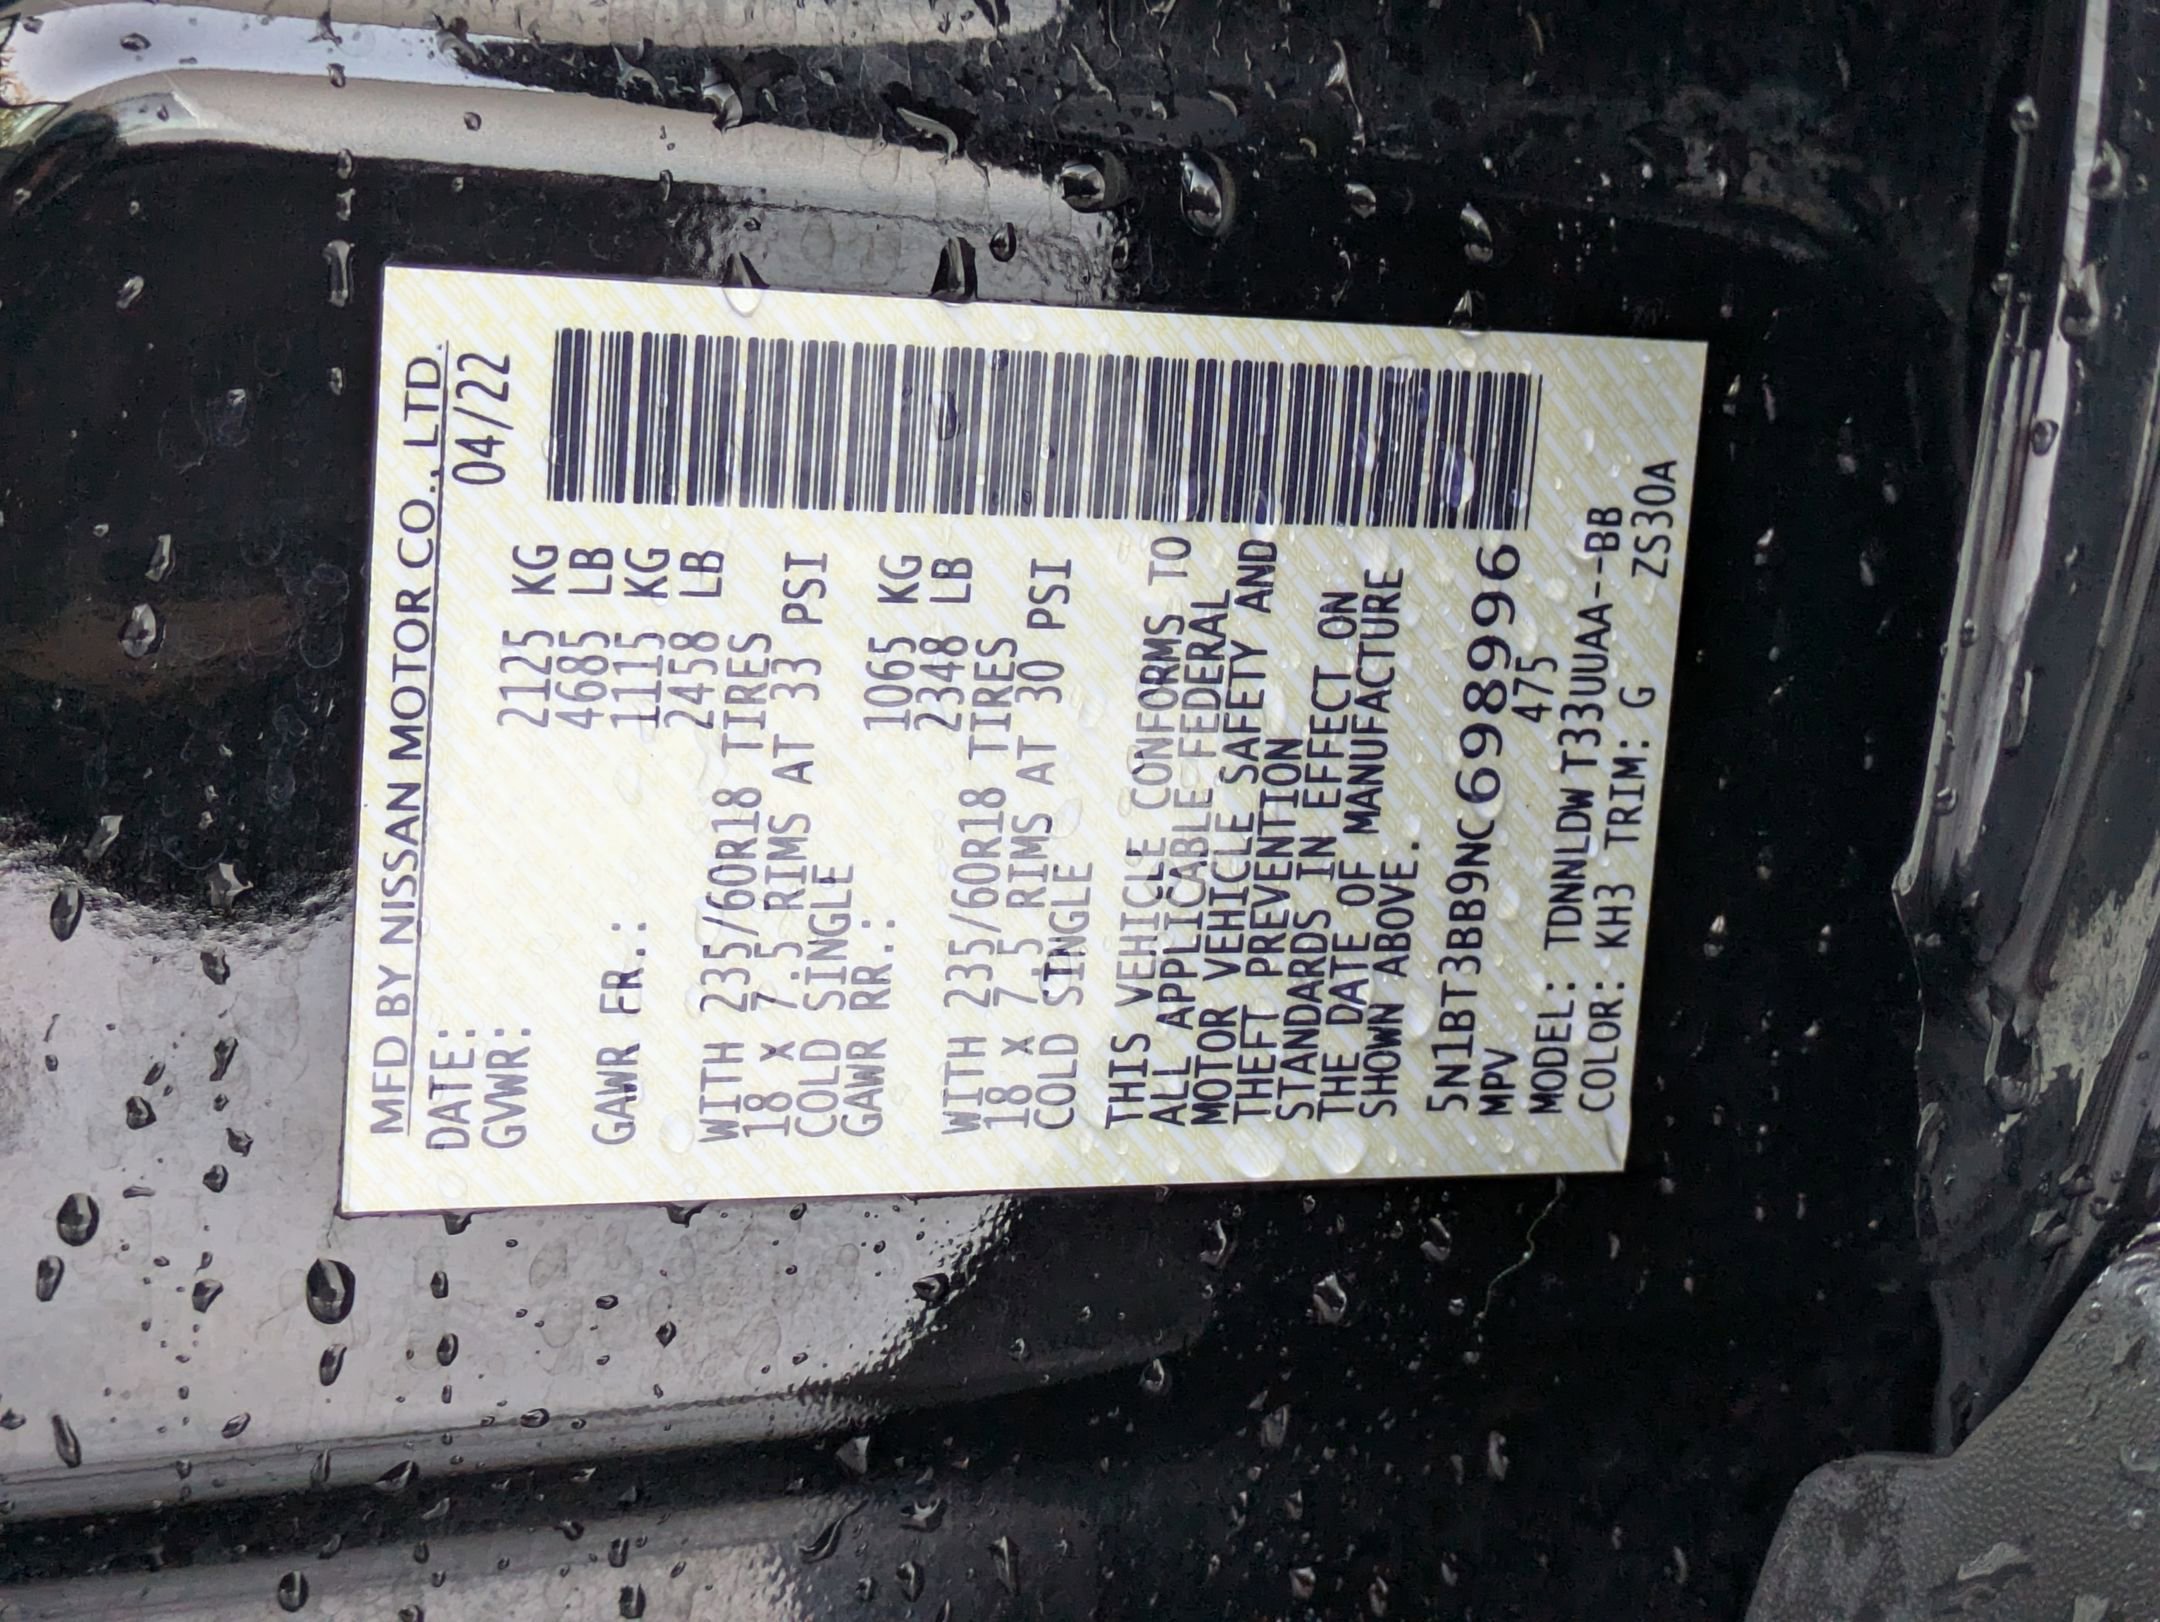 MFD BY NISSAN MOTOR CO., LTD.
DATE: 04/22
GVWR: 2125 KG
4685 LB
GAWR FR.: 1115 KG
2458 LB
WITH 235/60R18 TIRES
18 x 7.5 RIMS AT 33 PSI
COLD SINGLE
GAWR RR.: 1065 KG
2348 LB
WITH 235/60R18 TIRES
18 x 7.5 RIMS AT 30 PSI
COLD SINGLE
THIS VEHICLE CONFORMS TO
ALL APPLICABLE FEDERAL
MOTOR VEHICLE SAFETY AND
THEFT PREVENTION
STANDARDS IN EFFECT ON
THE DATE OF MANUFACTURE
SHOWN ABOVE.
5N1BT3BB9NC698996
MPV 475
MODEL: TDNNLDW T33UUAA--BB
COLOR: KH3 TRIM: G ZS30A